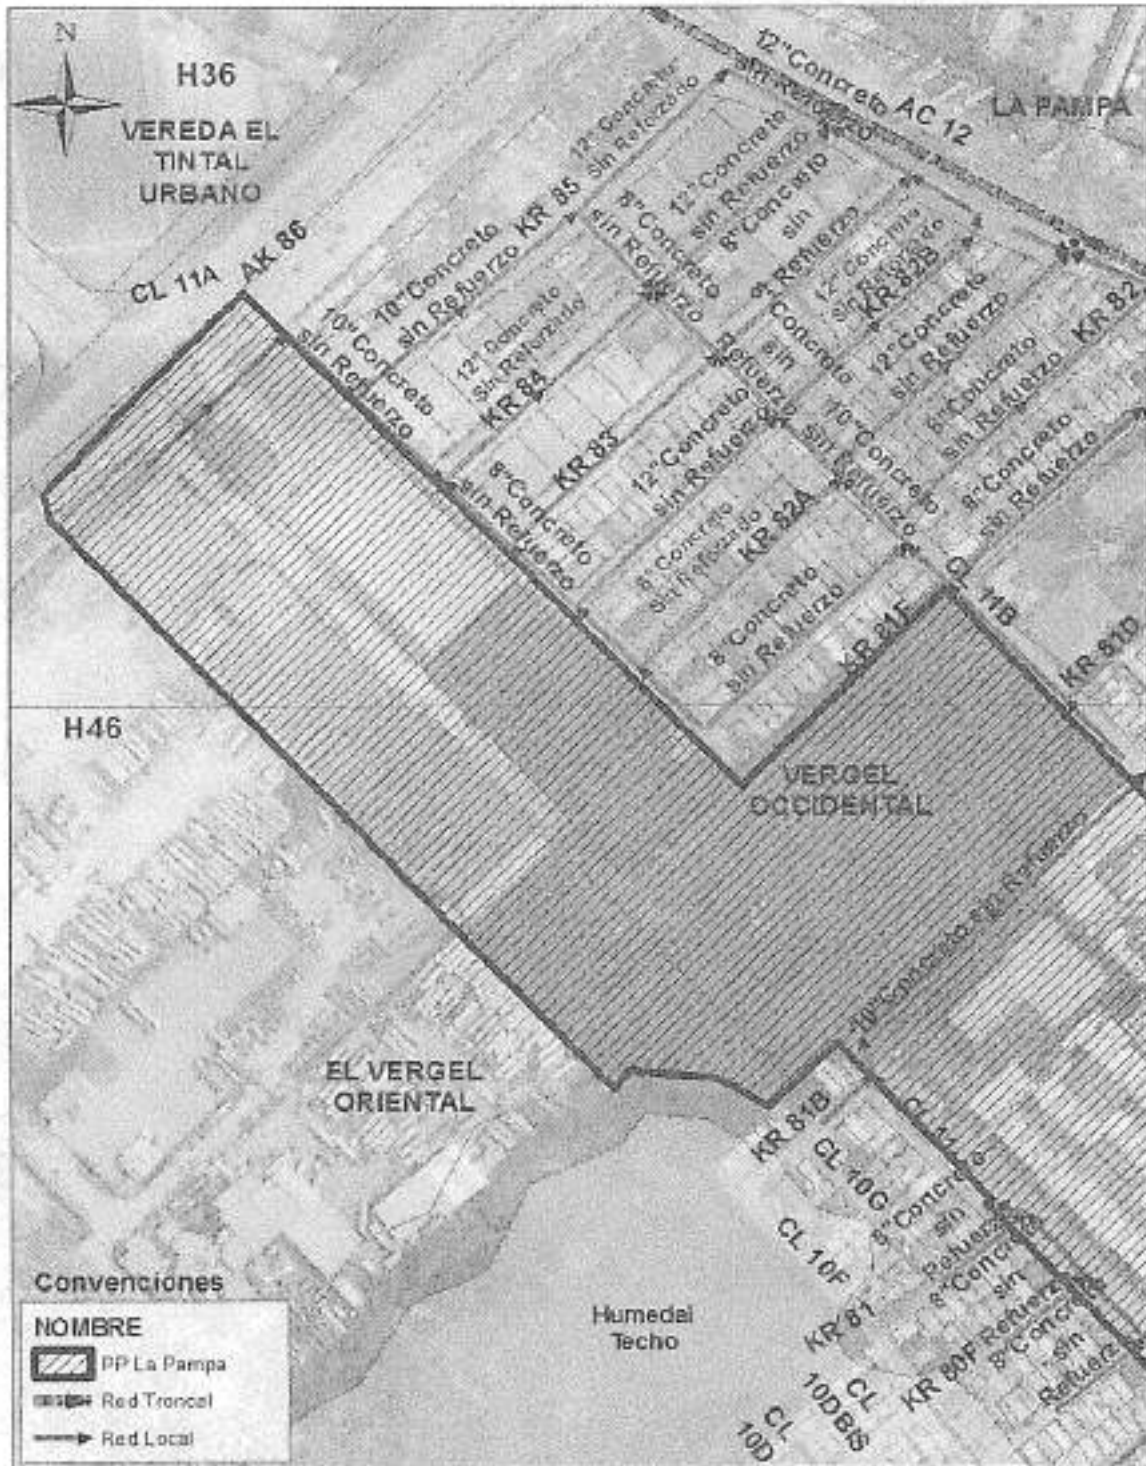 N
H36
VEREDA EL
TINTAL
URBANO
12" Concreto
sin Refuerzo
AC 12
LA PAMPA
CL 11A
AK 86
12" Concreto
Sin Reforzado
KR 85
10" Concreto
sin Refuerzo
10" Concreto
sin Refuerzo
12" Concreto
Sin Reforzado
KR 84
8" Concreto
sin Refuerzo
12" Concreto
sin Refuerzo
8" Concreto
sin
Refuerzo
12" Concreto
KR 82B
12" Concreto
sin Refuerzo
KR 82
8" Concreto
sin Refuerzo
8" Concreto
sin Refuerzo
Concreto
sin
Refuerzo
10" Concreto
sin Refuerzo
KR 83
12" Concreto
sin Refuerzo
8" Concreto
sin Refuerzo
8" Concreto
Sin Reforzado
KR 82A
8" Concreto
sin Refuerzo
KR 81F
CL 11B
KR 81D
H46
VERGEL
OCCIDENTAL
10" Concreto Sin Refuerzo
EL VERGEL
ORIENTAL
KR 81B
CL 10G
CL 10F
8" Concreto
sin
Refuerzo
8" Concreto
sin
Refuerzo
8" Concreto
sin
Refuerzo
KR 81
KR 80F
CL
10D BIS
CL
10D
Humedal
Techo
Convenciones
NOMBRE
PP La Pampa
Red Troncal
Red Local